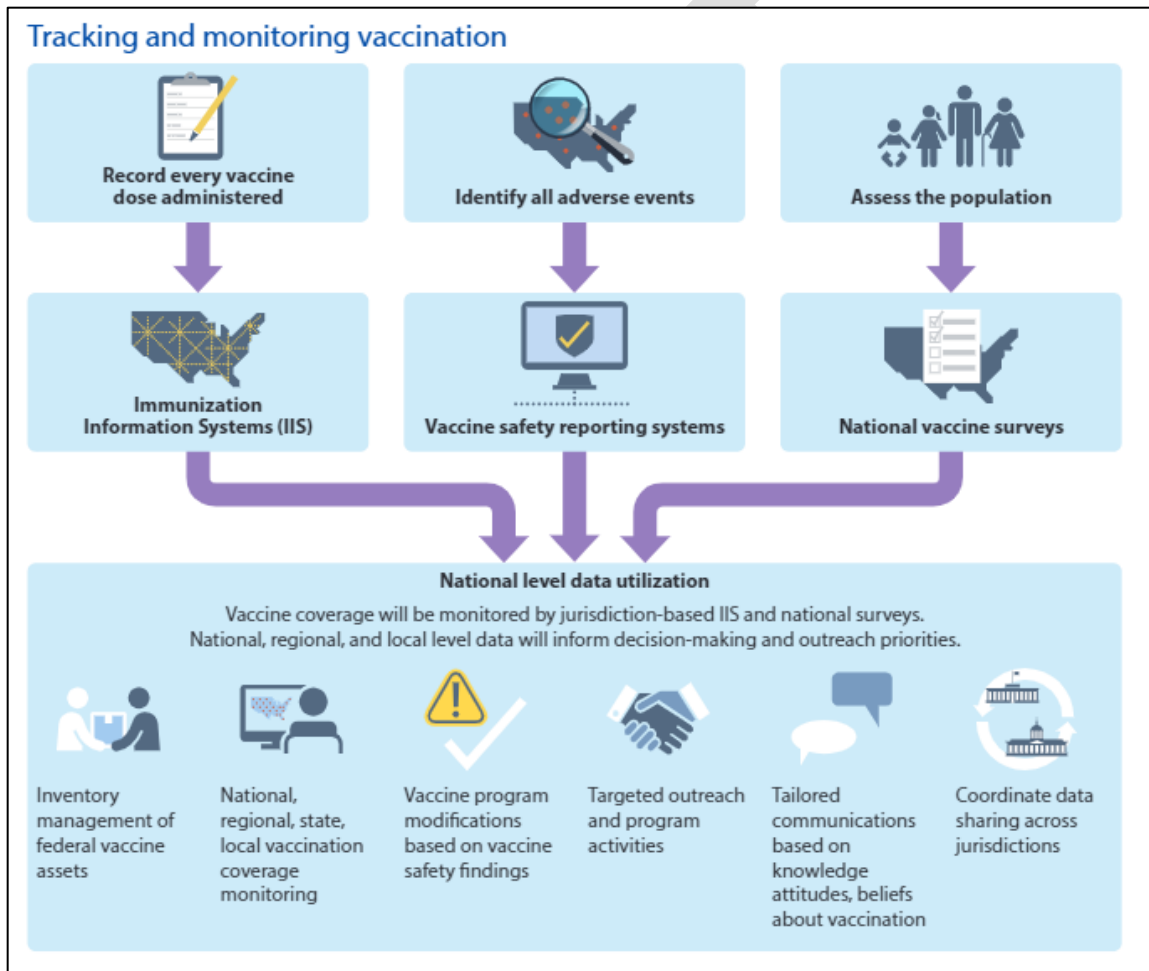 Tracking and monitoring vaccination
Record every vaccine
dose administered
Identify all adverse events
Assess the population
Immunization
Information Systems (IIS)
Vaccine safety reporting systems
National vaccine surveys
National level data utilization
Vaccine coverage will be monitored by jurisdiction-based IIS and national surveys.
National, regional, and local level data will inform decision-making and outreach priorities.
Inventory
management of
federal vaccine
assets
National,
regional, state,
local vaccination
coverage
monitoring
Vaccine program
modifications
based on vaccine
safety findings
Targeted outreach
and program
activities
Tailored
communications
based on
knowledge
attitudes, beliefs
about vaccination
Coordinate data
sharing across
jurisdictions